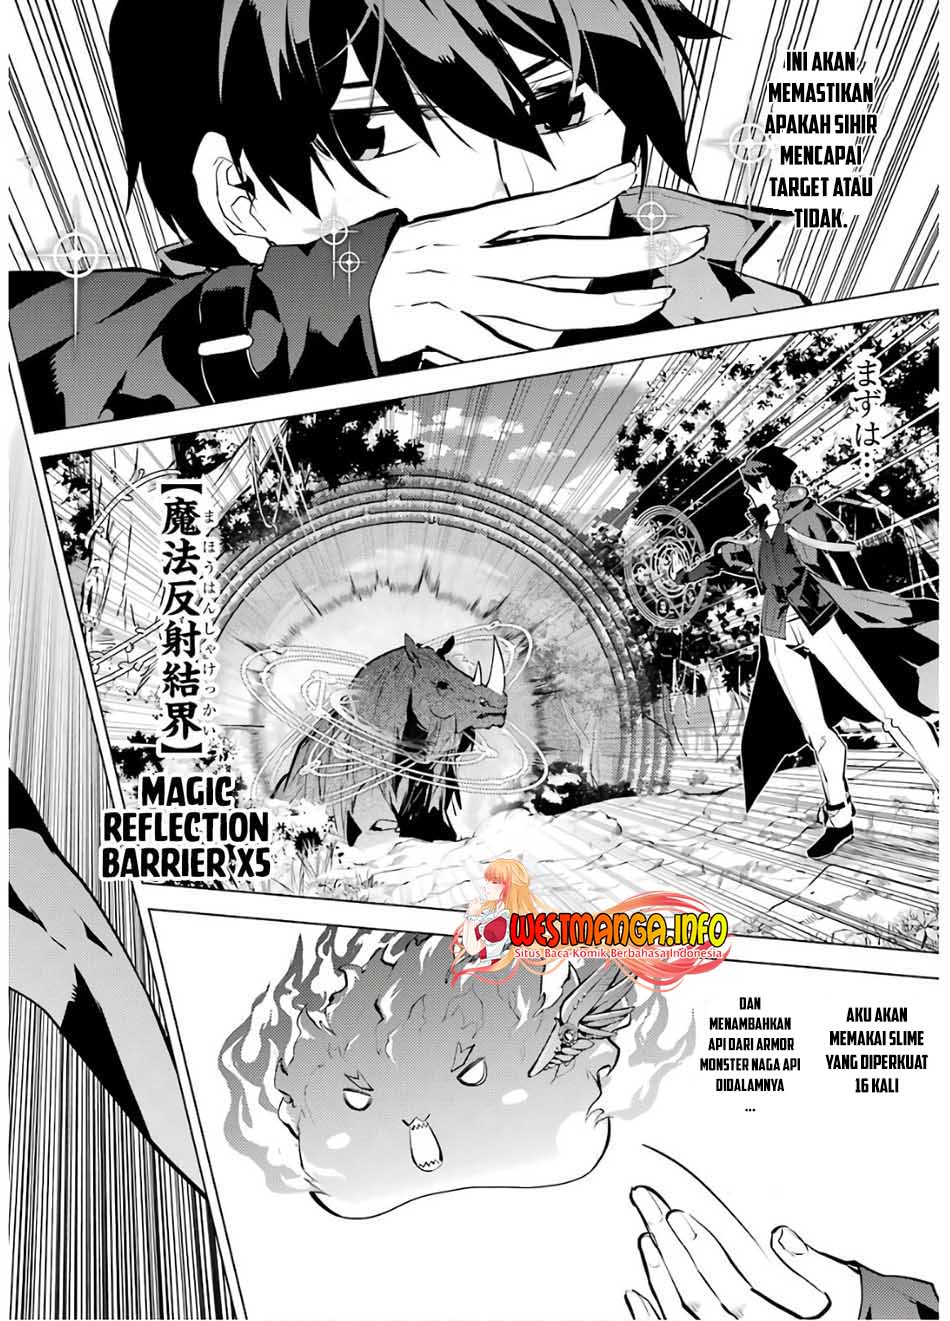 INI AKAN
MEMASTIKAN
APAKAH SIHIR
MENCAPAI
TARGET ATAU
TIDAK.
まずは…
【魔法反射結界】
まほうはんしゃけっかい
MAGIC
REFLECTION
BARRIER X5
WESTMANGA.INFO
Situs Baca Komik Berbahasa Indonesia
AKU AKAN
MEMAKAI SLIME
YANG DIPERKUAT
16 KALI
DAN
MENAMBAHKAN
API DARI ARMOR
MONSTER NAGA API
DIDALAMNYA
...